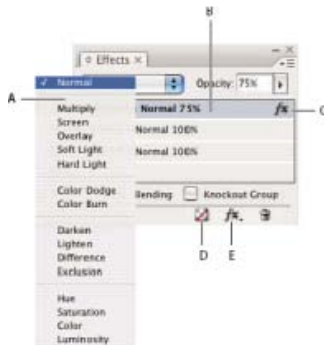 B
Effects ×
Normal
Opacity: 75%
A
Multiply
Normal 75%
fx
C
Screen
Overlay
Normal 100%
Soft Light
Hard Light
Normal 100%
Color Dodge
Color Burn
Blending
Knockout Group
Darken
fx.
Lighten
Difference
D
E
Exclusion
Hue
Saturation
Color
Luminosity